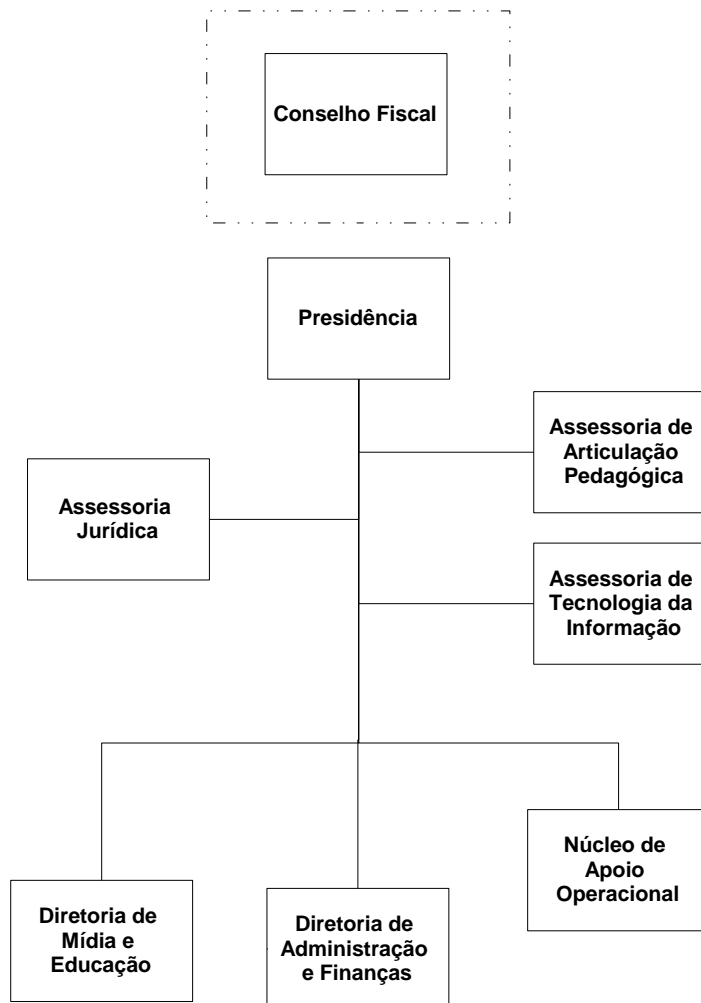 Conselho Fiscal
Presidência
Assessoria de
Articulação
Pedagógica
Assessoria
Jurídica
Assessoria de
Tecnologia da
Informação
Núcleo de
Apoio
Operacional
Diretoria de
Mídia e
Educação
Diretoria de
Administração
e Finanças